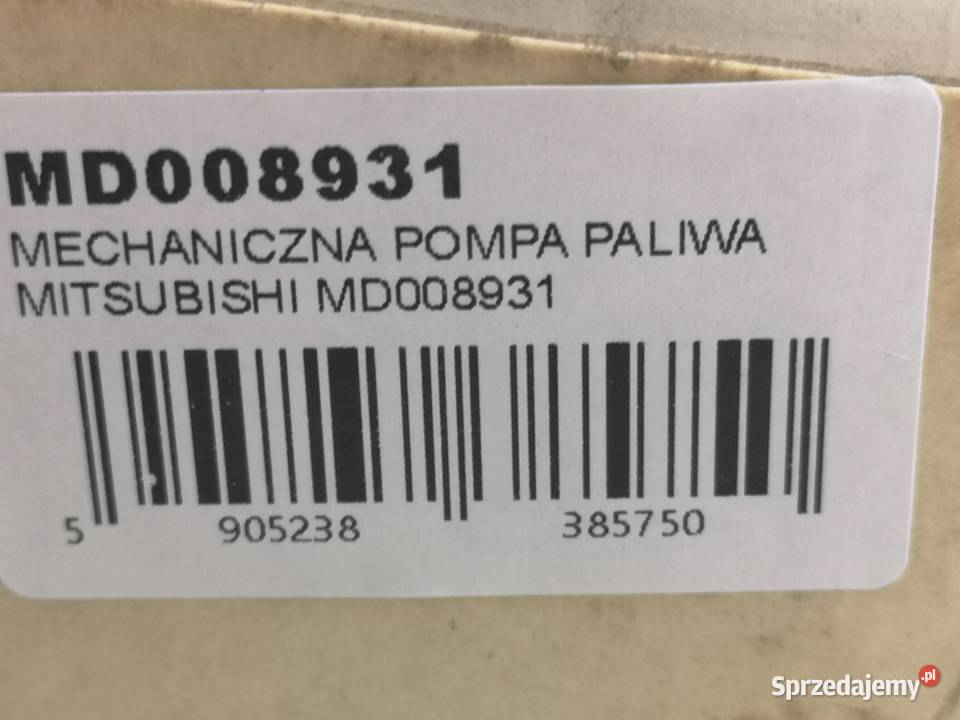 MD008931
MECHANICZNA POMPA PALIWA
MITSUBISHI MD008931
5 905238 385750
Sprzedajemy.pl